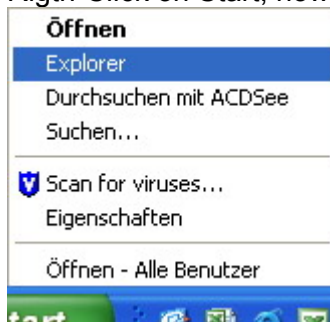 Öffnen
Explorer
Durchsuchen mit ACDSee
Suchen...
Scan for viruses...
Eigenschaften
Öffnen - Alle Benutzer